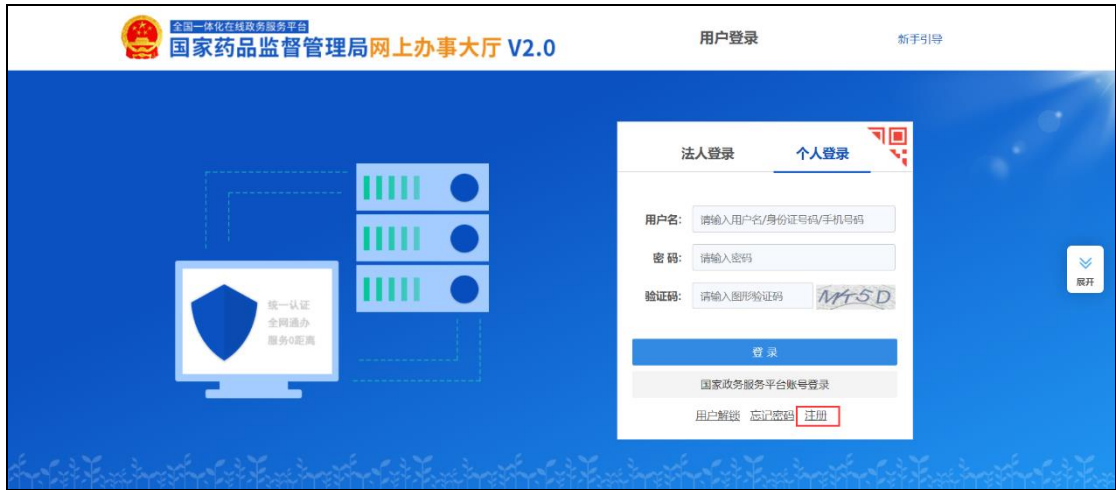 全国一体化在线政务服务平台
国家药品监督管理局网上办事大厅 V2.0
用户登录
新手引导
法人登录 个人登录
用户名: 请输入用户名/身份证号码/手机号码
密 码: 请输入密码
验证码: 请输入图形验证码
统一认证
全网通办
服务0距离
展开
登 录
国家政务服务平台账号登录
用户解锁 忘记密码 注册